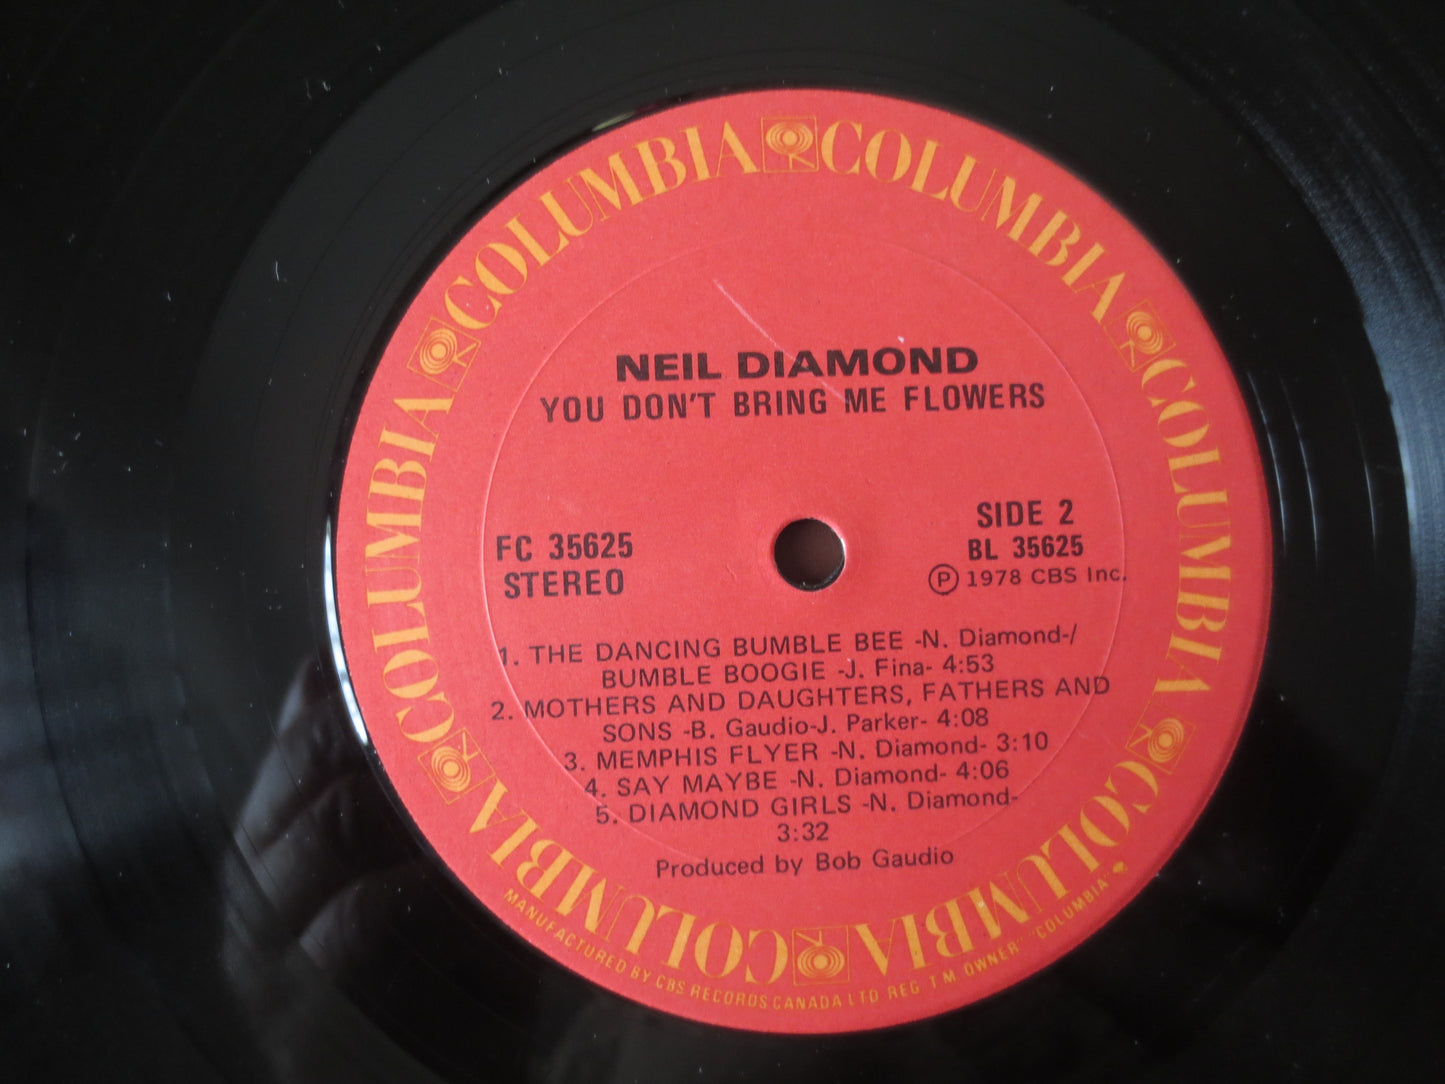 COLUMBIA COLUMBIA COLUMBIA COLUMBIA COLUMBIA COLUMBIA
NEIL DIAMOND
YOU DON'T BRING ME FLOWERS
FC 35625
STEREO
SIDE 2
BL 35625
Ⓟ 1978 CBS Inc.
1. THE DANCING BUMBLE BEE -N. Diamond-/
BUMBLE BOOGIE -J. Fina- 4:53
2. MOTHERS AND DAUGHTERS, FATHERS AND
SONS -B. Gaudio-J. Parker- 4:08
3. MEMPHIS FLYER -N. Diamond- 3:10
4. SAY MAYBE -N. Diamond- 4:06
5. DIAMOND GIRLS -N. Diamond-
3:32
Produced by Bob Gaudio
COLUMBIA COLUMBIA
MANUFACTURED BY CBS RECORDS CANADA LTD REG T M OWNER "COLUMBIA"